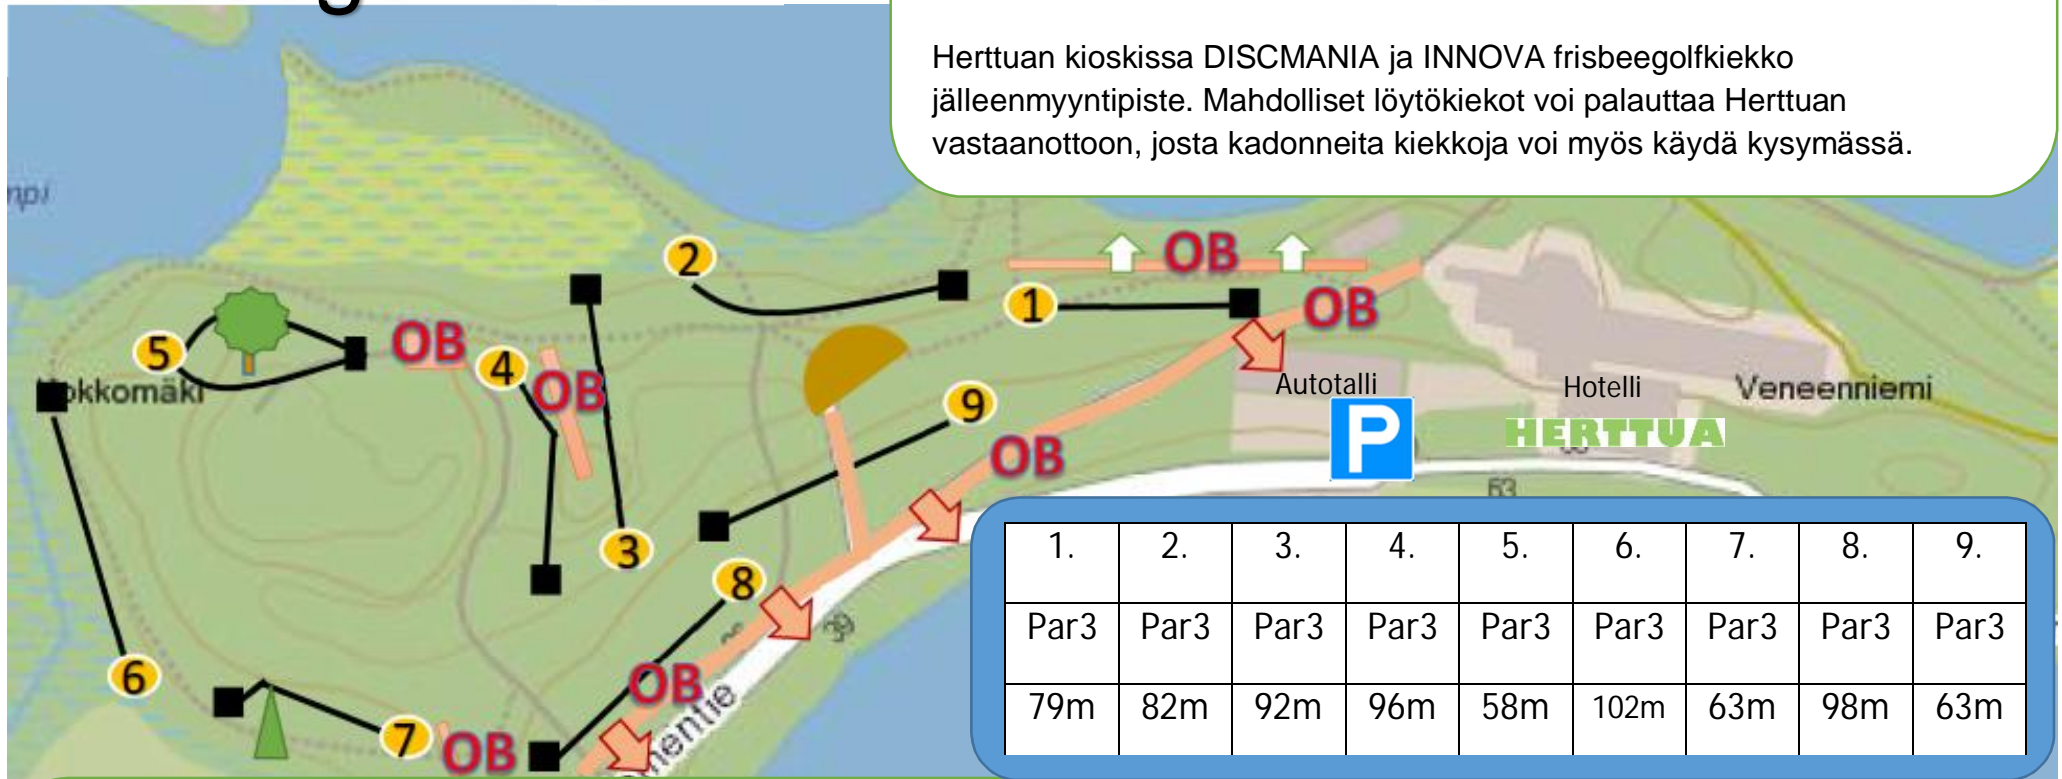 Herttuan kioskissa DISCMANIA ja INNOVA frisbeegolfkiekko
jälleenmyyntipiste. Mahdolliset löytökiekot voi palauttaa Herttuan
vastaanottoon, josta kadonneita kiekkoja voi myös käydä kysymässä.
mpi
2
OB
1
OB
5
OB
4
OB
okkomäki
9
Autotalli
Hotelli
Veneenniemi
P
HERTTUA
OB
63
3
8
6
OB
mentie
7
OB
1. 2. 3. 4. 5. 6. 7. 8. 9.
Par3 Par3 Par3 Par3 Par3 Par3 Par3 Par3 Par3
79m 82m 92m 96m 58m 102m 63m 98m 63m